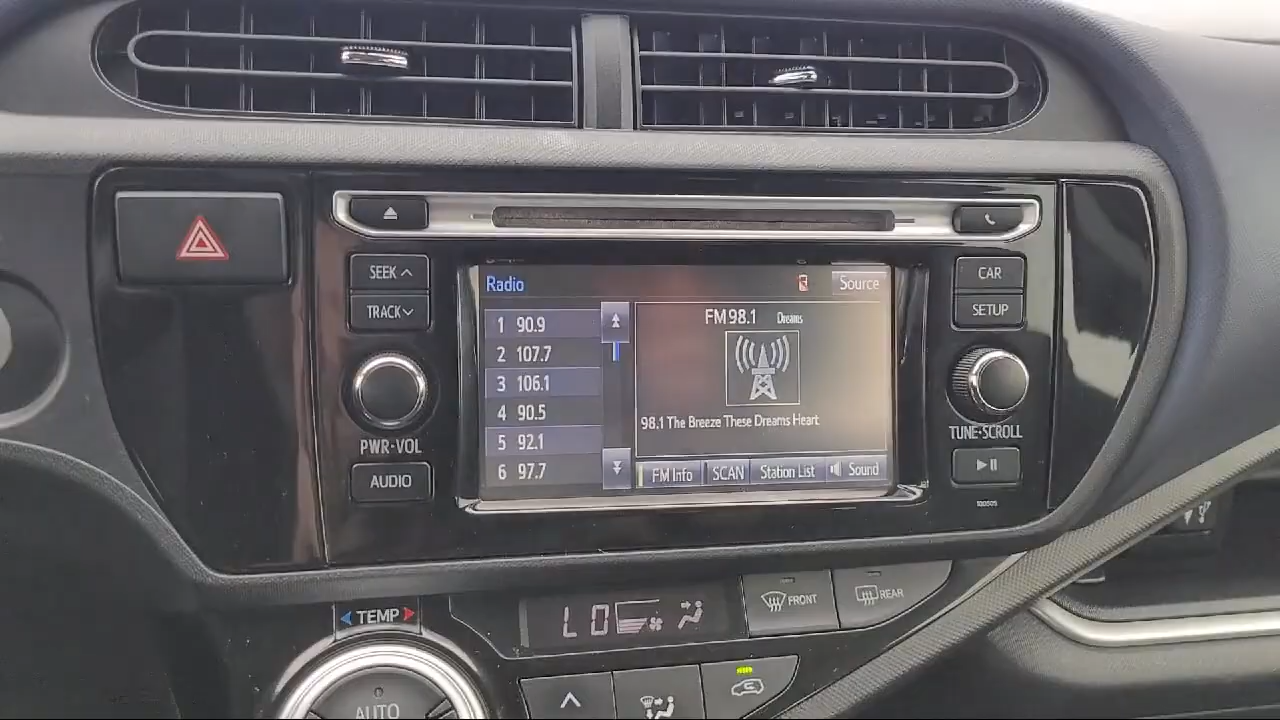 SEEK
TRACK
PWR-VOL
AUDIO
Radio
Source
1 90.9
2 107.7
3 106.1
4 90.5
5 92.1
6 97.7
FM 98.1 Dreams
98.1 The Breeze These Dreams Heart
FM Info
SCAN
Station List
Sound
CAR
SETUP
TUNE·SCROLL
TEMP
LO
FRONT
REAR
AUTO